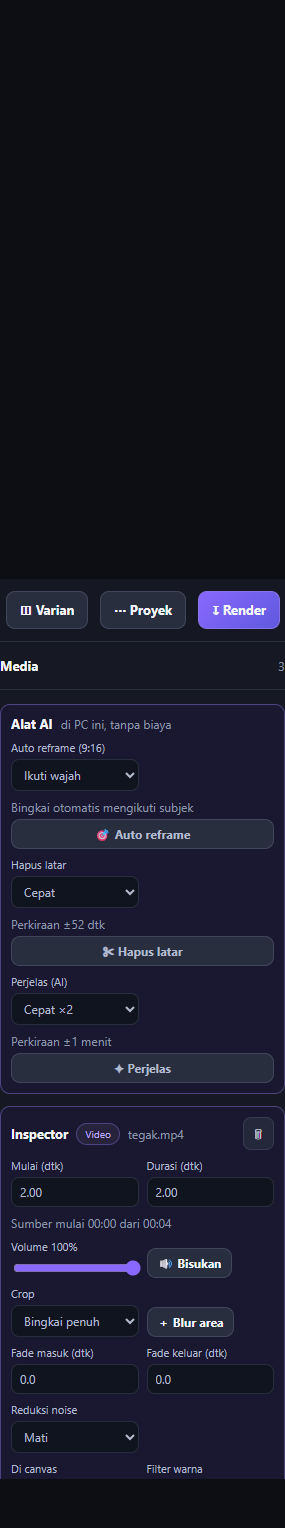 Varian
Proyek
Render
Media 3
Alat AI di PC ini, tanpa biaya
Auto reframe (9:16)
Ikuti wajah
Bingkai otomatis mengikuti subjek
Auto reframe
Hapus latar
Cepat
Perkiraan ±52 dtk
Hapus latar
Perjelas (AI)
Cepat ×2
Perkiraan ±1 menit
Perjelas
Inspector Video tegak.mp4
Mulai (dtk) Durasi (dtk)
2.00 2.00
Sumber mulai 00:00 dari 00:04
Volume 100%
Bisukan
Crop
Bingkai penuh + Blur area
Fade masuk (dtk) Fade keluar (dtk)
0.0 0.0
Reduksi noise
Mati
Di canvas Filter warna